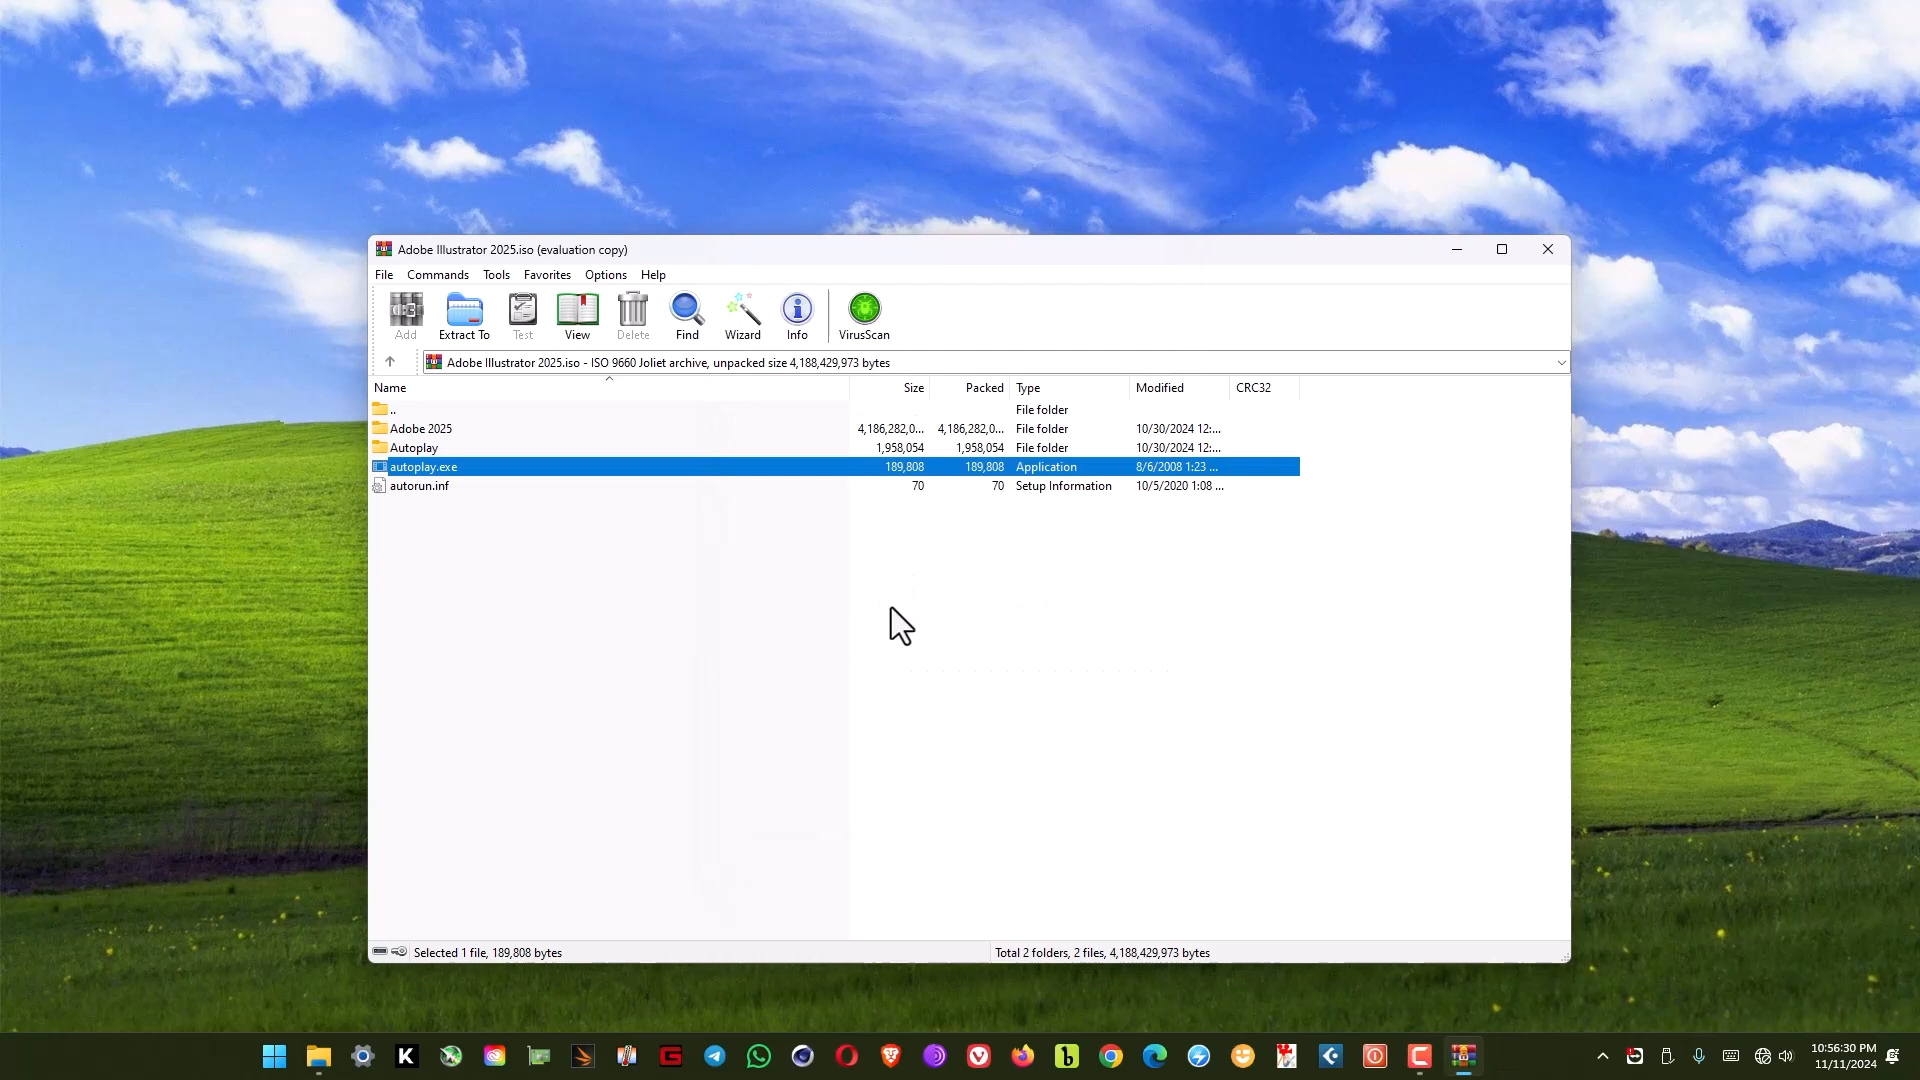 Adobe Illustrator 2025.iso (evaluation copy)
File Commands Tools Favorites Options Help
Add Extract To Test View Delete Find Wizard Info VirusScan
Adobe Illustrator 2025.iso - ISO 9660 Joliet archive, unpacked size 4,188,429,973 bytes
Name Size Packed Type Modified CRC32
.. File folder
Adobe 2025 4,186,282,0... 4,186,282,0... File folder 10/30/2024 12:...
Autoplay 1,958,054 1,958,054 File folder 10/30/2024 12:...
autoplay.exe 189,808 189,808 Application 8/6/2008 1:23 ...
autorun.inf 70 70 Setup Information 10/5/2020 1:08 ...
Selected 1 file, 189,808 bytes Total 2 folders, 2 files, 4,188,429,973 bytes
10:56:30 PM
11/11/2024